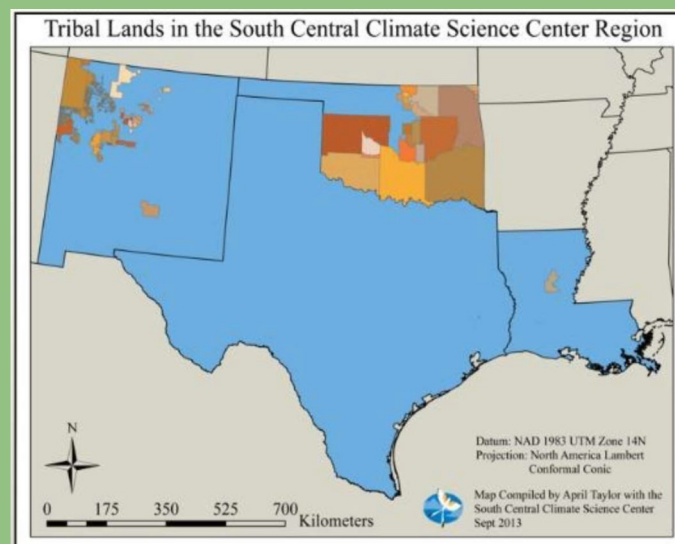 Tribal Lands in the South Central Climate Science Center Region
N
Datum: NAD 1983 UTM Zone 14N
Projection: North America Lambert
Conformal Conic
Map Compiled by April Taylor with the
South Central Climate Science Center
Sept 2013
0 175 350 525 700
Kilometers